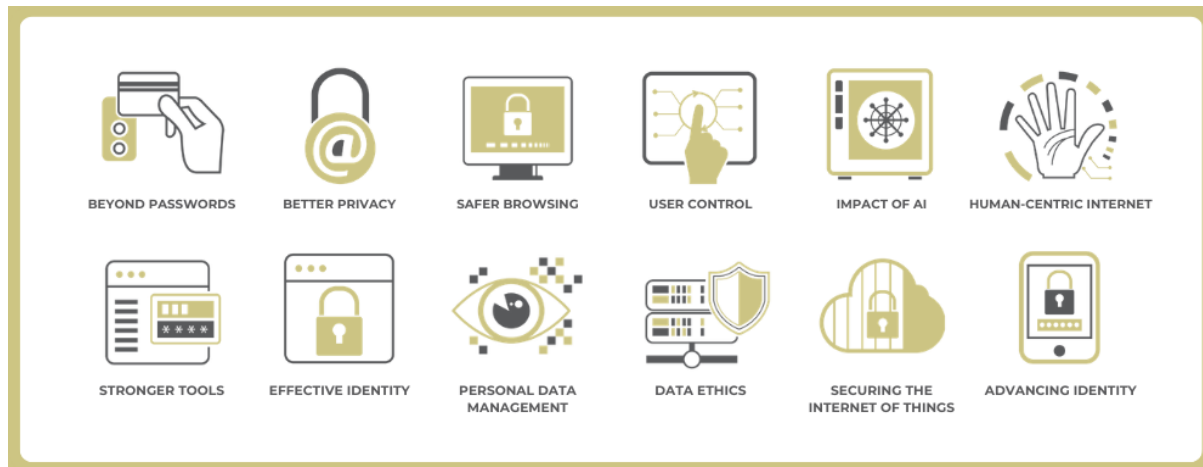 BEYOND PASSWORDS
BETTER PRIVACY
SAFER BROWSING
USER CONTROL
IMPACT OF AI
HUMAN-CENTRIC INTERNET
@
* * * *
STRONGER TOOLS
EFFECTIVE IDENTITY
PERSONAL DATA
MANAGEMENT
DATA ETHICS
SECURING THE
INTERNET OF THINGS
ADVANCING IDENTITY